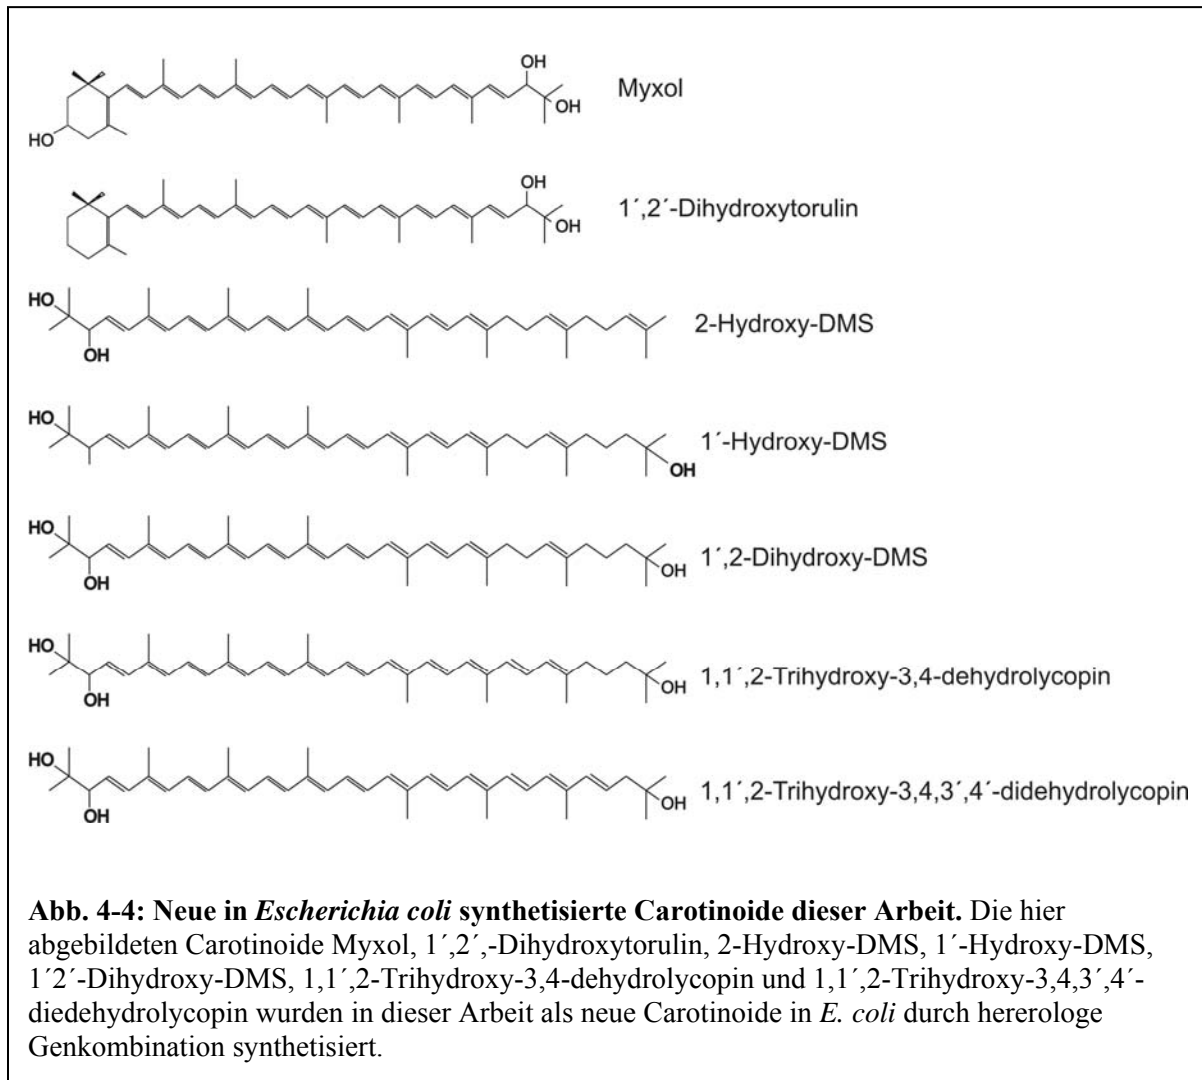 OH
OH
HO
Myxol
OH
OH
1´,2´-Dihydroxytorulin
HO
OH
2-Hydroxy-DMS
HO
OH
1´-Hydroxy-DMS
HO
OH
OH
1´,2-Dihydroxy-DMS
HO
OH
OH
1,1´,2-Trihydroxy-3,4-dehydrolycopin
HO
OH
OH
1,1´,2-Trihydroxy-3,4,3´,4´-didehydrolycopin
Abb. 4-4: Neue in Escherichia coli synthetisierte Carotinoide dieser Arbeit. Die hier
abgebildeten Carotinoide Myxol, 1´,2´,-Dihydroxytorulin, 2-Hydroxy-DMS, 1´-Hydroxy-DMS,
1´2´-Dihydroxy-DMS, 1,1´,2-Trihydroxy-3,4-dehydrolycopin und 1,1´,2-Trihydroxy-3,4,3´,4´-
diedehydrolycopin wurden in dieser Arbeit als neue Carotinoide in E. coli durch hererologe
Genkombination synthetisiert.